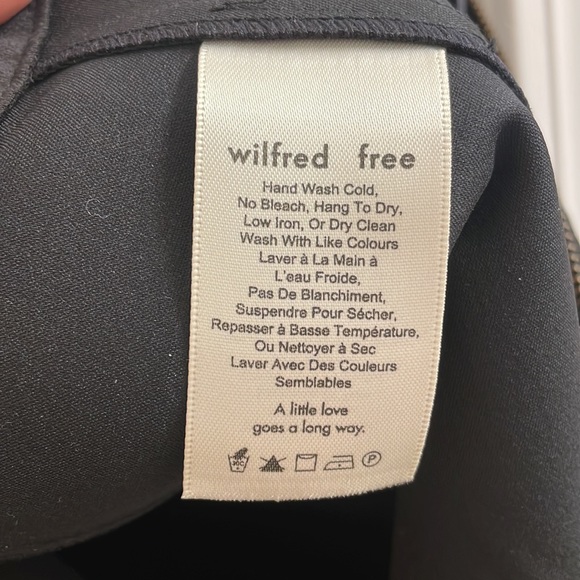 wilfred free
Hand Wash Cold,
No Bleach, Hang To Dry,
Low Iron, Or Dry Clean
Wash With Like Colours
Laver à La Main à
L'eau Froide,
Pas De Blanchiment,
Suspendre Pour Sécher,
Repasser à Basse Température,
Ou Nettoyer à Sec
Laver Avec Des Couleurs
Semblables
A little love
goes a long way.
30C P